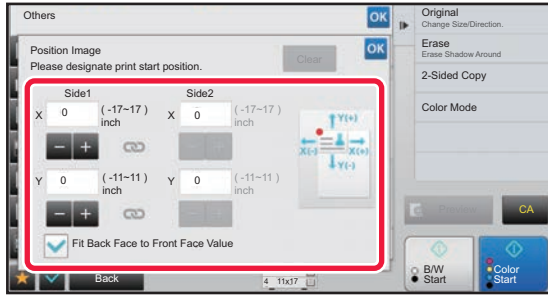 Others
OK
Position Image
Please designate print start position.
Clear
OK
Side1
Side2
X
0
(-17~17)
inch
X
0
(-17~17)
inch
Y
0
(-11~11)
inch
Y
0
(-11~11)
inch
Y(+)
X(-)
X(+)
Y(-)
Fit Back Face to Front Face Value
Back
4 11x17
Original
Change Size/Direction.
Erase
Erase Shadow Around
2-Sided Copy
Color Mode
CA
B/W
Start
Color
Start